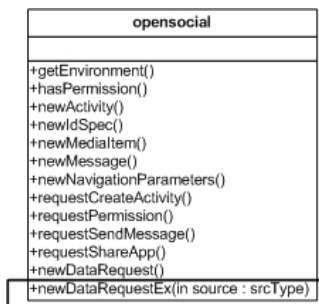 opensocial
+getEnvironment()
+hasPermission()
+newActivity()
+newIdSpec()
+newMediaItem()
+newMessage()
+newNavigationParameters()
+requestCreateActivity()
+requestPermission()
+requestSendMessage()
+requestShareApp()
+newDataRequest()
+newDataRequestEx(in source : srcType)